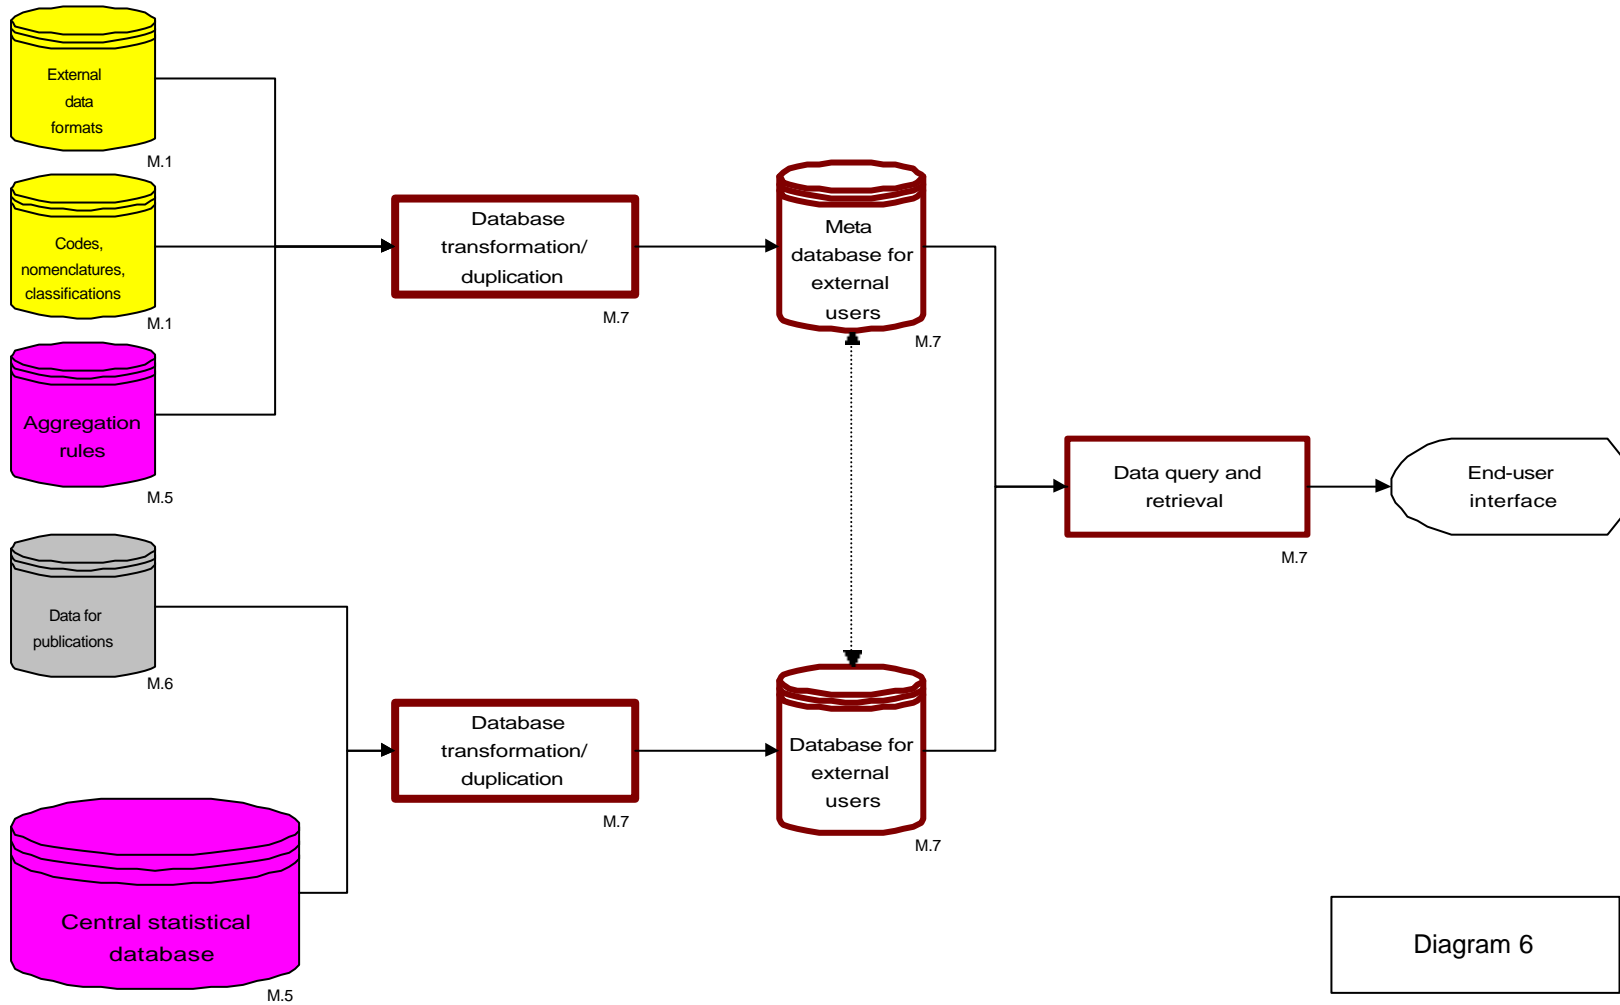 External
data
formats
M.1
Codes,
nomenclatures,
classifications
M.1
Aggregation
rules
M.5
Data for
publications
M.6
Central statistical
database
M.5
Database
transformation/
duplication
M.7
Database
transformation/
duplication
M.7
Meta
database for
external
users
M.7
Database for
external
users
M.7
Data query and
retrieval
M.7
End-user
interface
Diagram 6